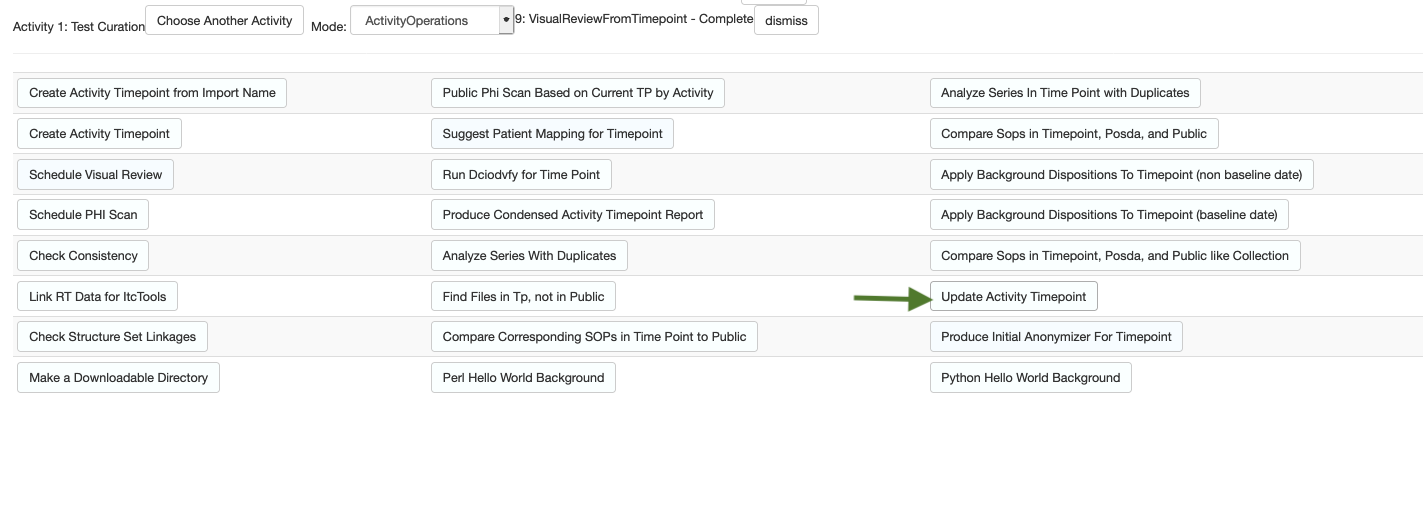 Activity 1: Test Curation Choose Another Activity Mode: ActivityOperations 9: VisualReviewFromTimepoint - Complete dismiss
Create Activity Timepoint from Import Name Public Phi Scan Based on Current TP by Activity Analyze Series In Time Point with Duplicates
Create Activity Timepoint Suggest Patient Mapping for Timepoint Compare Sops in Timepoint, Posda, and Public
Schedule Visual Review Run Dciodvfy for Time Point Apply Background Dispositions To Timepoint (non baseline date)
Schedule PHI Scan Produce Condensed Activity Timepoint Report Apply Background Dispositions To Timepoint (baseline date)
Check Consistency Analyze Series With Duplicates Compare Sops in Timepoint, Posda, and Public like Collection
Link RT Data for ItcTools Find Files in Tp, not in Public Update Activity Timepoint
Check Structure Set Linkages Compare Corresponding SOPs in Time Point to Public Produce Initial Anonymizer For Timepoint
Make a Downloadable Directory Perl Hello World Background Python Hello World Background